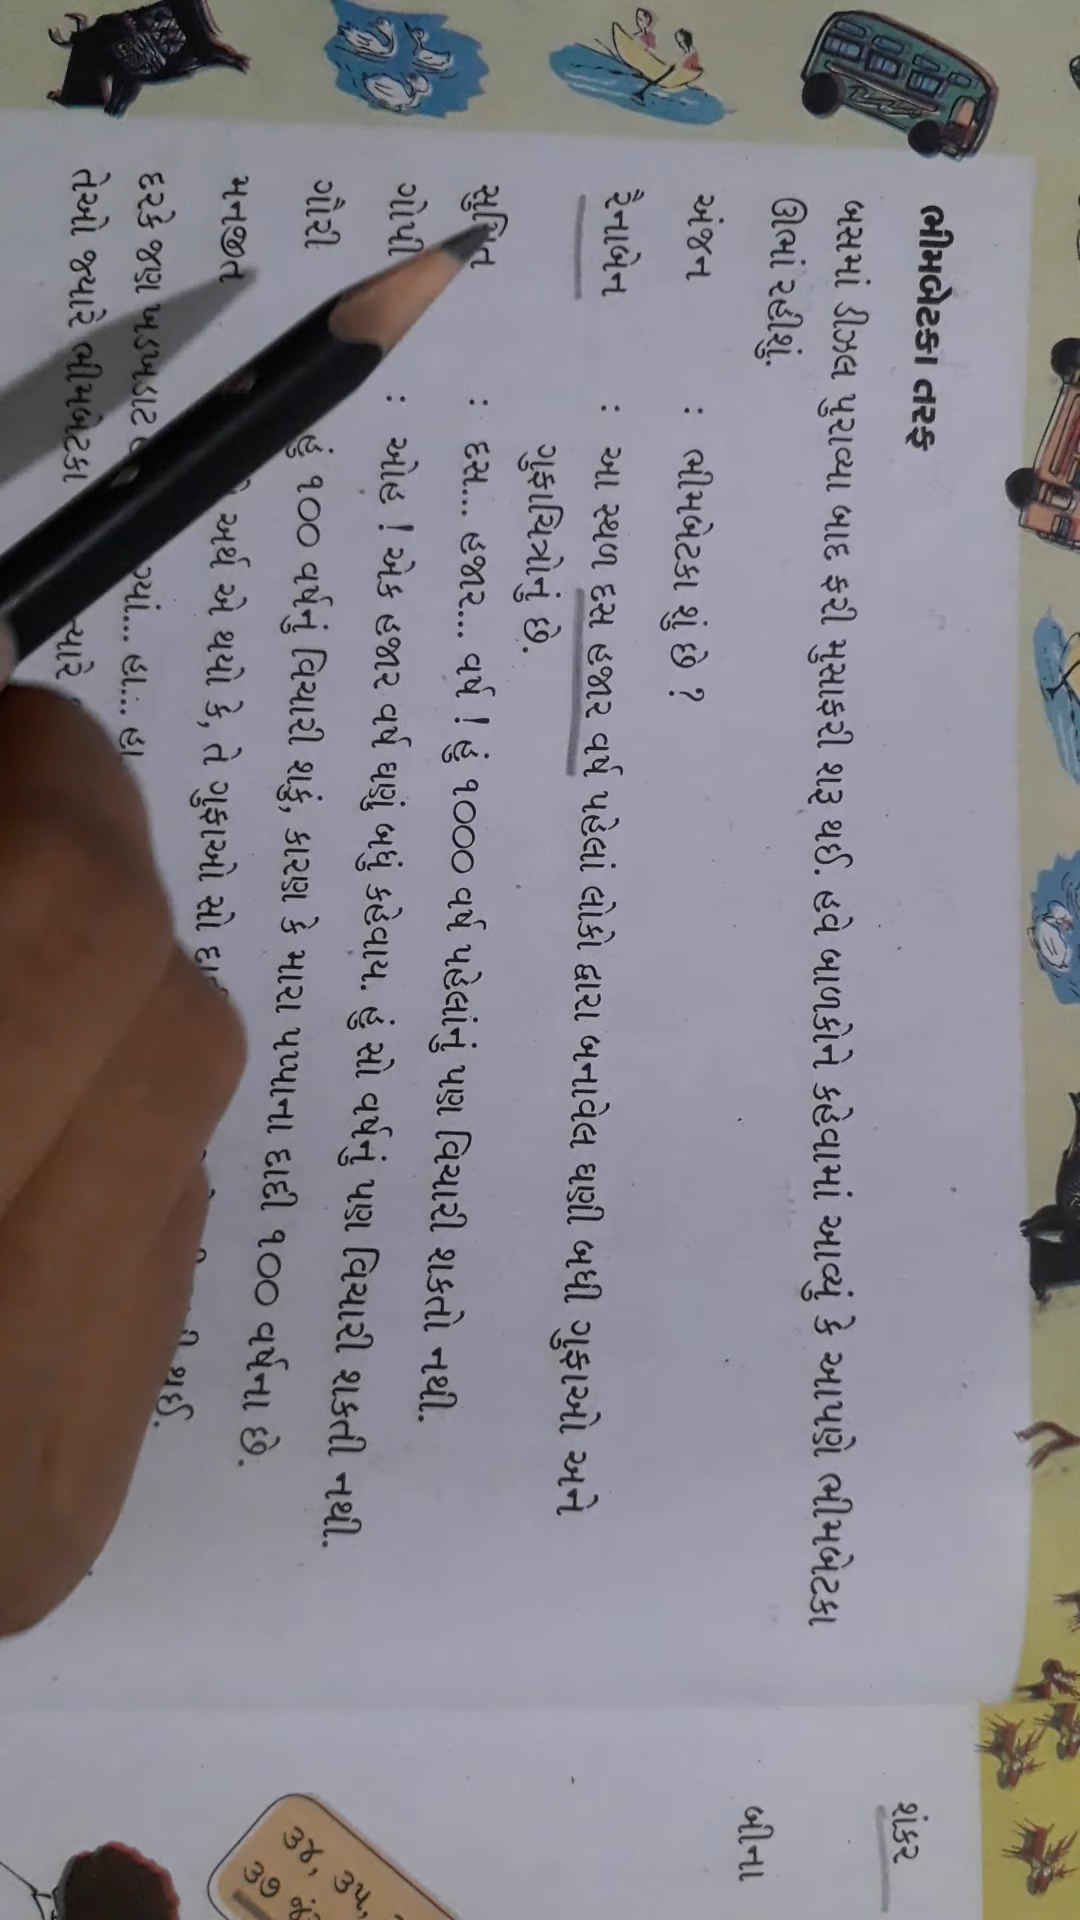 ભીમબેટકા તરફ
બસમાં ડીઝલ પુરાવ્યા બાદ ફરી મુસાફરી શરૂ થઈ. હવે બાળકોને કહેવામાં આવ્યું કે આપણે ભીમબેટકા
ઊભાં રહીશું.
અંજન : ભીમબેટકા શું છે ?
રૈનાબેન : આ સ્થળ દસ હજાર વર્ષ પહેલાં લોકો દ્વારા બનાવેલ ઘણી બધી ગુફાઓ અને
ગુફાચિત્રોનું છે.
: દસ... હજાર.... વર્ષ ! હું ૧૦૦૦ વર્ષ પહેલાંનું પણ વિચારી શકતો નથી.
ગોપી : ઓહ ! એક હજાર વર્ષ ઘણું બધું કહેવાય. હું સો વર્ષનું પણ વિચારી શકતી નથી.
ગૌરી હું ૧૦૦ વર્ષનું વિચારી શકું, કારણ કે મારા પપ્પાના દાદી ૧૦૦ વર્ષના છે.
મનજીત અર્થ એ થયો કે, તે ગુફાઓ સો
દરેક જણ ખડખડાટ હા... હા
તેઓ જ્યારે ભીમબેટકા
શંકર
બીના
૩૪, ૩૫,
૩૭